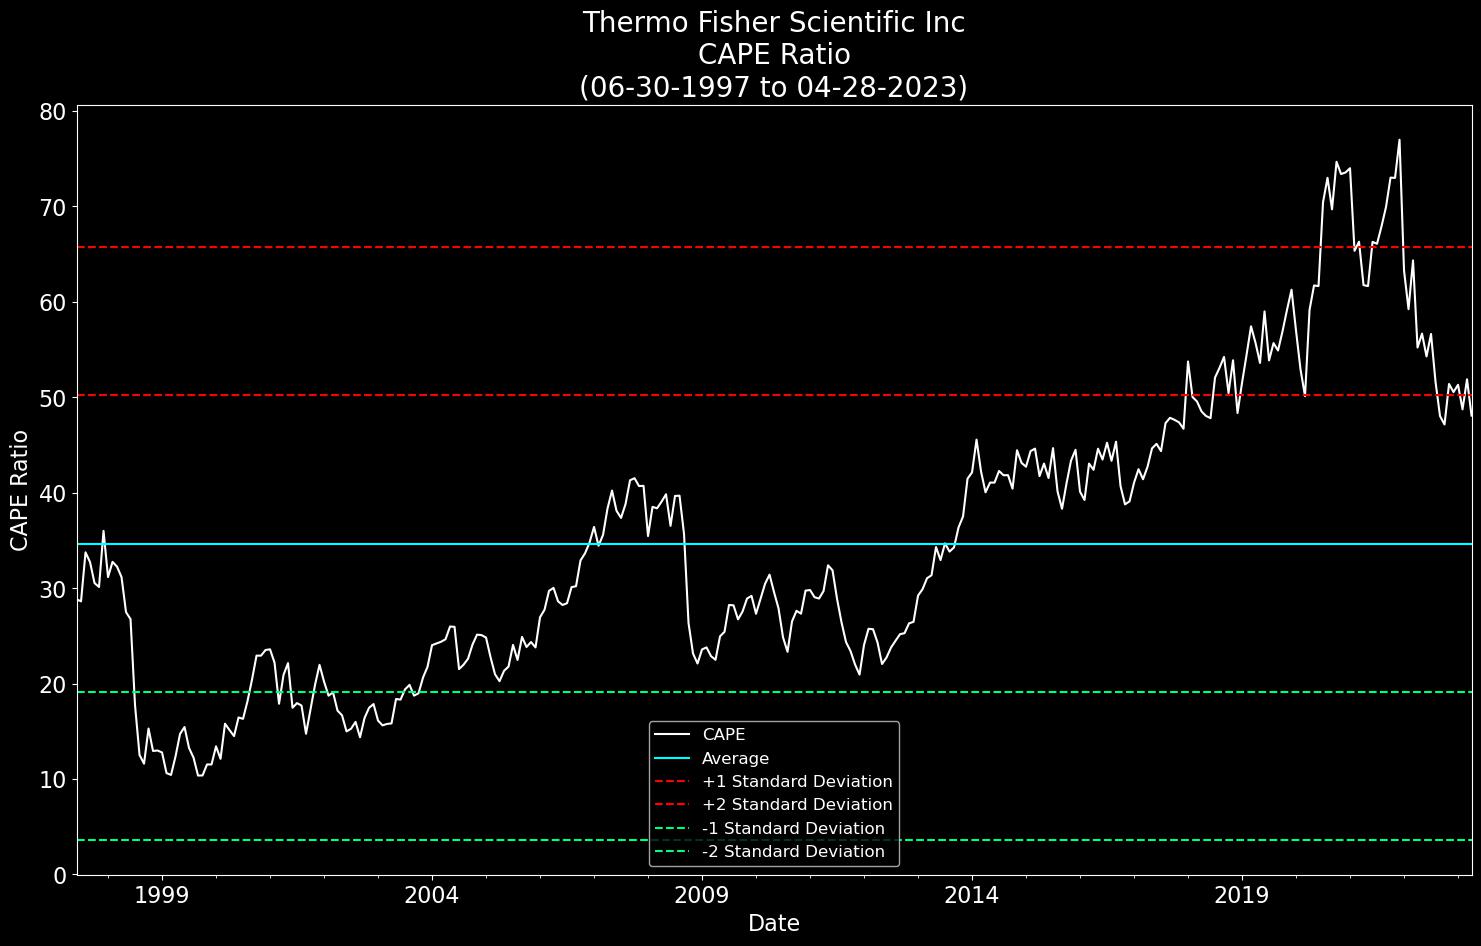 Thermo Fisher Scientific Inc
CAPE Ratio
(06-30-1997 to 04-28-2023)
CAPE Ratio
80
70
60
50
40
30
20
10
0
CAPE
Average
+1 Standard Deviation
+2 Standard Deviation
-1 Standard Deviation
-2 Standard Deviation
1999 2004 2009 2014 2019
Date